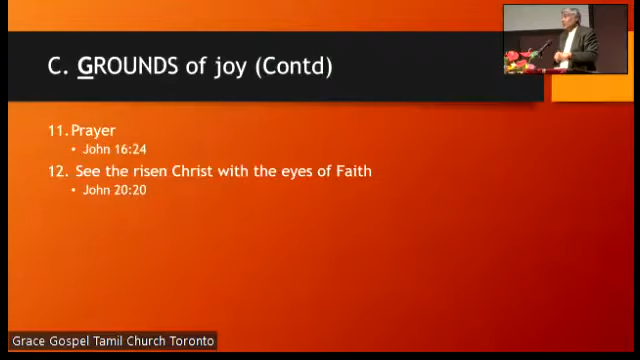 C. GROUNDS of joy (Contd)
11. Prayer
• John 16:24
12. See the risen Christ with the eyes of Faith
• John 20:20
Grace Gospel Tamil Church Toronto